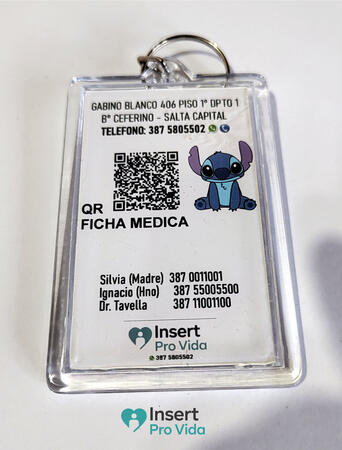 GABINO BLANCO 406 PISO 1° DPTO 1
B° CEFERINO - SALTA CAPITAL
TELEFONO: 387 5805502
QR
FICHA MEDICA
Silvia (Madre) 387 0011001
Ignacio (Hno) 387 55005500
Dr. Tavella 387 11001100
Insert
Pro Vida
387 5805502
Insert
Pro Vida